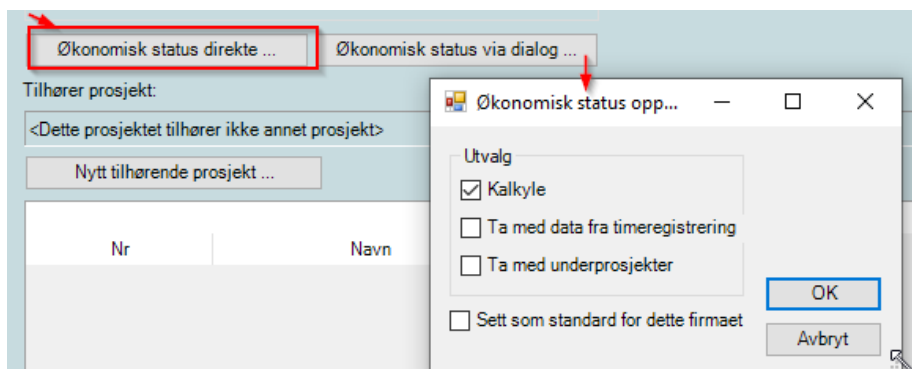 Økonomisk status direkte ...
Økonomisk status via dialog ...
Tilhører prosjekt:
<Dette prosjektet tilhører ikke annet prosjekt>
Nytt tilhørende prosjekt ...
Nr
Navn
Økonomisk status opp...
Utvalg
Kalkyle
Ta med data fra timeregistrering
Ta med underprosjekter
Sett som standard for dette firmaet
OK
Avbryt